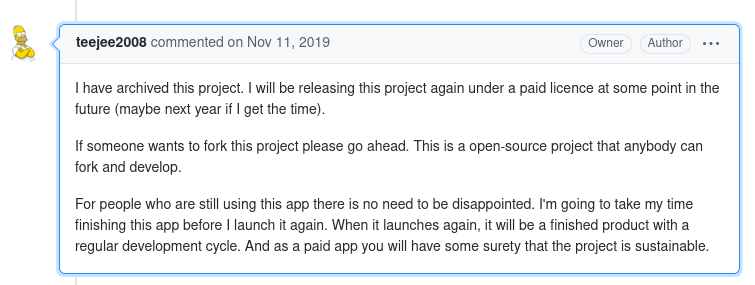 teejee2008 commented on Nov 11, 2019 Owner Author
I have archived this project. I will be releasing this project again under a paid licence at some point in the
future (maybe next year if I get the time).
If someone wants to fork this project please go ahead. This is a open-source project that anybody can
fork and develop.
For people who are still using this app there is no need to be disappointed. I'm going to take my time
finishing this app before I launch it again. When it launches again, it will be a finished product with a
regular development cycle. And as a paid app you will have some surety that the project is sustainable.